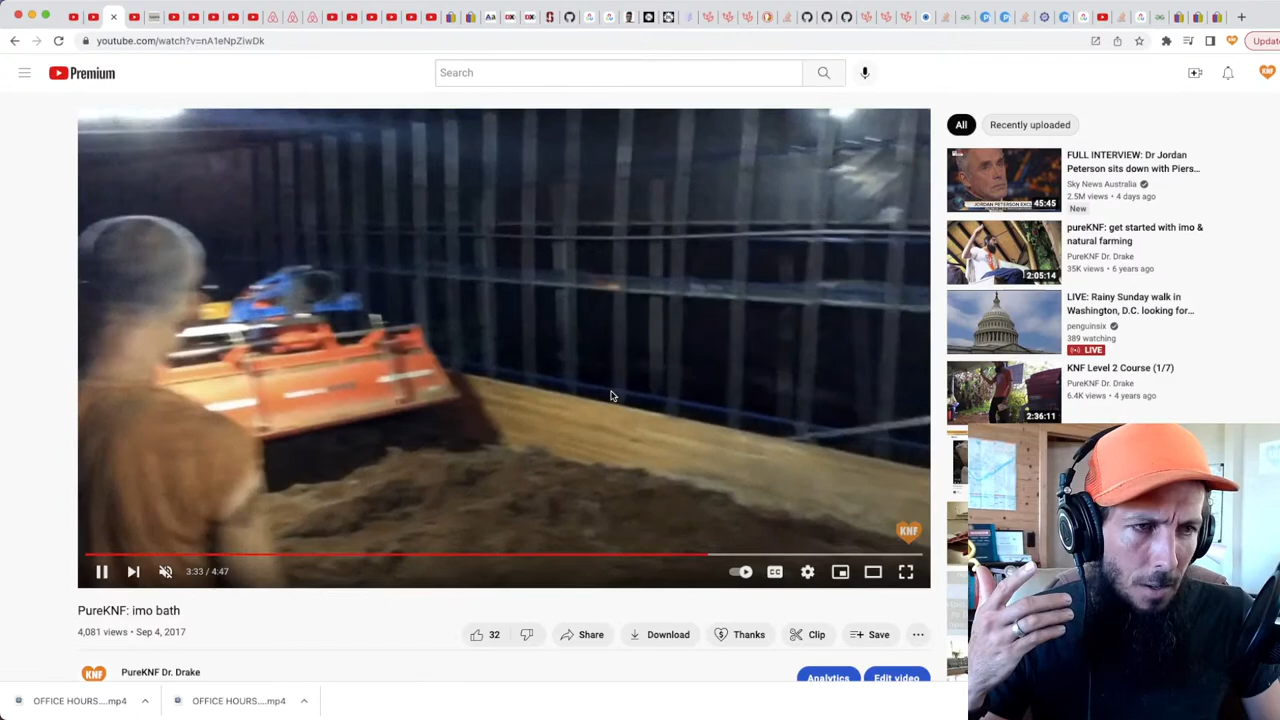 youtube.com/watch?v=nA1eNpZiwDk
Update
Premium
Search
All
Recently uploaded
FULL INTERVIEW: Dr Jordan
Peterson sits down with Piers...
Sky News Australia
2.5M views • 4 days ago
New
45:45
pureKNF: get started with imo &
natural farming
PureKNF Dr. Drake
35K views • 6 years ago
2:05:14
LIVE: Rainy Sunday walk in
Washington, D.C. looking for...
penguinsix
389 watching
LIVE
KNF Level 2 Course (1/7)
PureKNF Dr. Drake
6.4K views • 4 years ago
2:36:11
KNF
3:33 / 4:47
CC
PureKNF: imo bath
4,081 views • Sep 4, 2017
32
Share
Download
Thanks
Clip
Save
KNF
PureKNF Dr. Drake
Analytics
Edit video
OFFICE HOURS....mp4
OFFICE HOURS....mp4